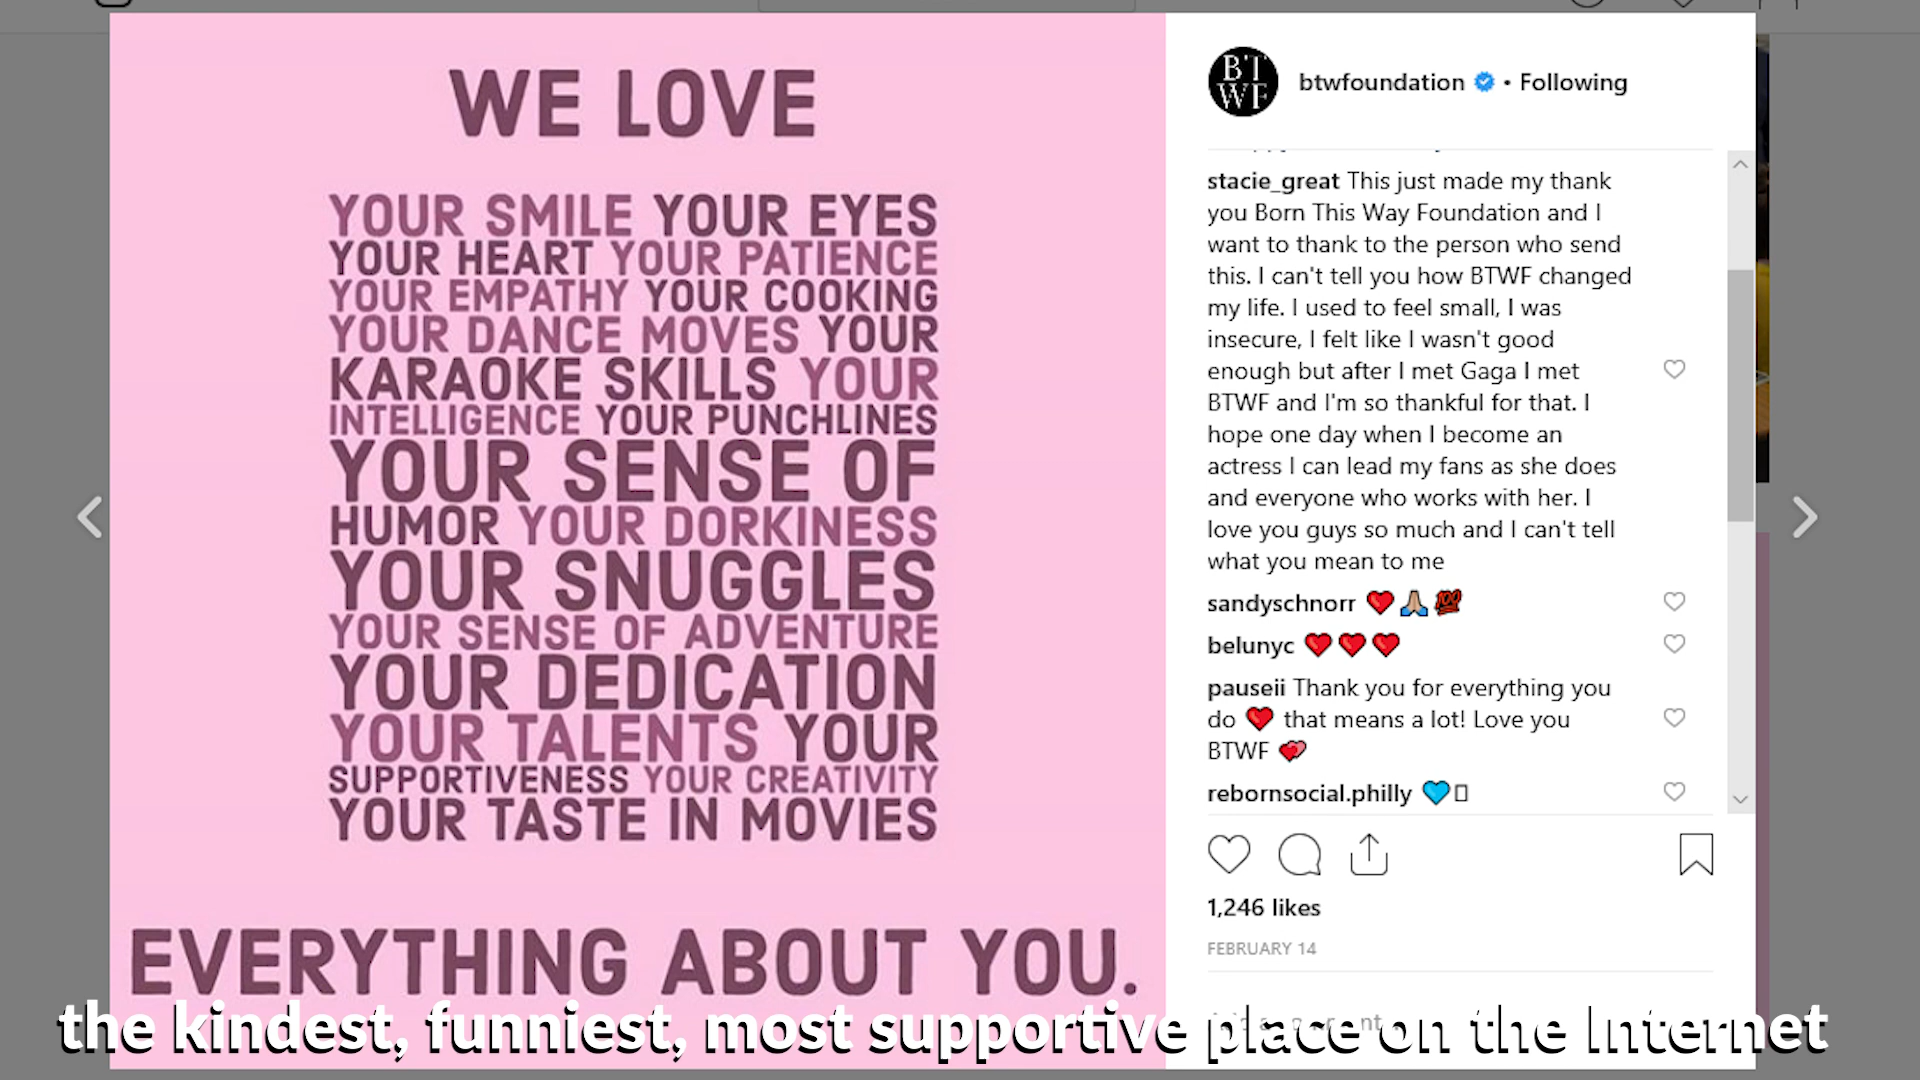 WE LOVE
YOUR SMILE YOUR EYES
YOUR HEART YOUR PATIENCE
YOUR EMPATHY YOUR COOKING
YOUR DANCE MOVES YOUR
KARAOKE SKILLS YOUR
INTELLIGENCE YOUR PUNCHLINES
YOUR SENSE OF
HUMOR YOUR DORKINESS
YOUR SNUGGLES
YOUR SENSE OF ADVENTURE
YOUR DEDICATION
YOUR TALENTS YOUR
SUPPORTIVENESS YOUR CREATIVITY
YOUR TASTE IN MOVIES
EVERYTHING ABOUT YOU.
BT
WF
btwfoundation • Following
stacie_great This just made my thank
you Born This Way Foundation and I
want to thank to the person who send
this. I can't tell you how BTWF changed
my life. I used to feel small, I was
insecure, I felt like I wasn't good
enough but after I met Gaga I met
BTWF and I'm so thankful for that. I
hope one day when I become an
actress I can lead my fans as she does
and everyone who works with her. I
love you guys so much and I can't tell
what you mean to me
sandyschnorr ❤️🙏🏽💯
belunyc ❤️❤️❤️
pauseii Thank you for everything you
do ❤️ that means a lot! Love you
BTWF 💕
rebornsocial.philly 💙
1,246 likes
FEBRUARY 14
the kindest, funniest, most supportive place on the Internet